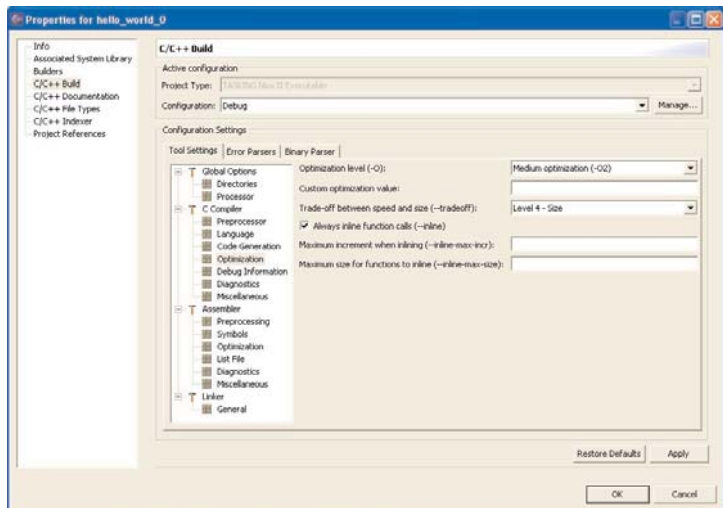 Properties for hello_world_0
Info
Associated System Library
Builders
C/C++ Build
C/C++ Documentation
C/C++ File Types
C/C++ Indexer
Project References
C/C++ Build
Active configuration
Project Type: TASKING Nios II Executable
Configuration: Debug
Manage...
Configuration Settings
Tool Settings Error Parsers Binary Parser
Global Options
Directories
Processor
C Compiler
Preprocessor
Language
Code Generation
Optimization
Debug Information
Diagnostics
Miscellaneous
Assembler
Preprocessing
Symbols
Optimization
List File
Diagnostics
Miscellaneous
Linker
General
Optimization level (-O): Medium optimization (-O2)
Custom optimization value:
Trade-off between speed and size (--tradeoff): Level 4 - Size
Always inline function calls (--inline)
Maximum increment when inlining (--inline-max-incr):
Maximum size for functions to inline (--inline-max-size):
Restore Defaults Apply
OK Cancel